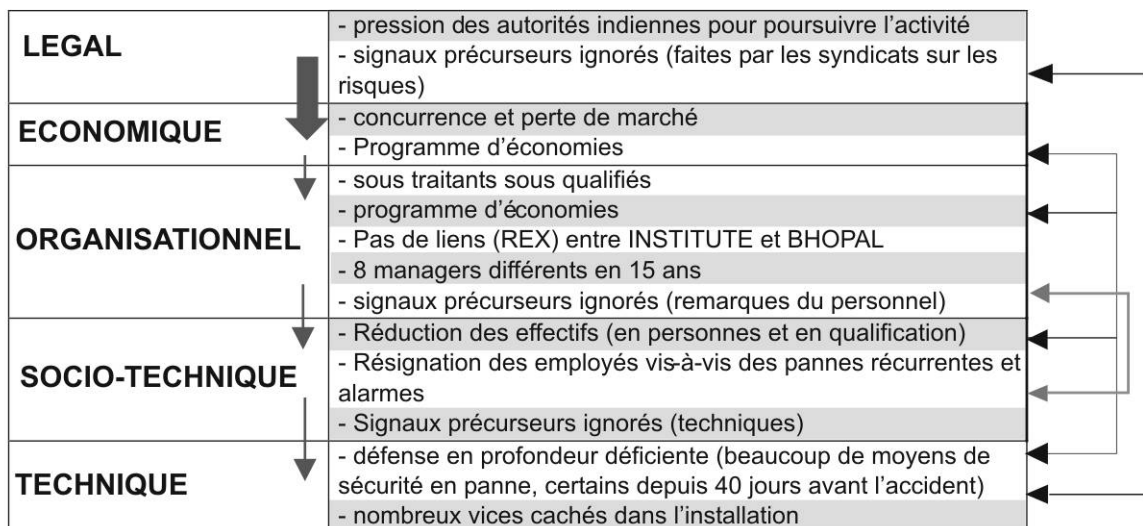 LEGAL
- pression des autorités indiennes pour poursuivre l'activité
- signaux précurseurs ignorés (faites par les syndicats sur les
risques)
ECONOMIQUE
- concurrence et perte de marché
- Programme d'économies
ORGANISATIONNEL
- sous traitants sous qualifiés
- programme d'économies
- Pas de liens (REX) entre INSTITUTE et BHOPAL
- 8 managers différents en 15 ans
- signaux précurseurs ignorés (remarques du personnel)
SOCIO-TECHNIQUE
- Réduction des effectifs (en personnes et en qualification)
- Résignation des employés vis-à-vis des pannes récurrentes et
alarmes
- Signaux précurseurs ignorés (techniques)
TECHNIQUE
- défense en profondeur déficiente (beaucoup de moyens de
sécurité en panne, certains depuis 40 jours avant l'accident)
- nombreux vices cachés dans l'installation